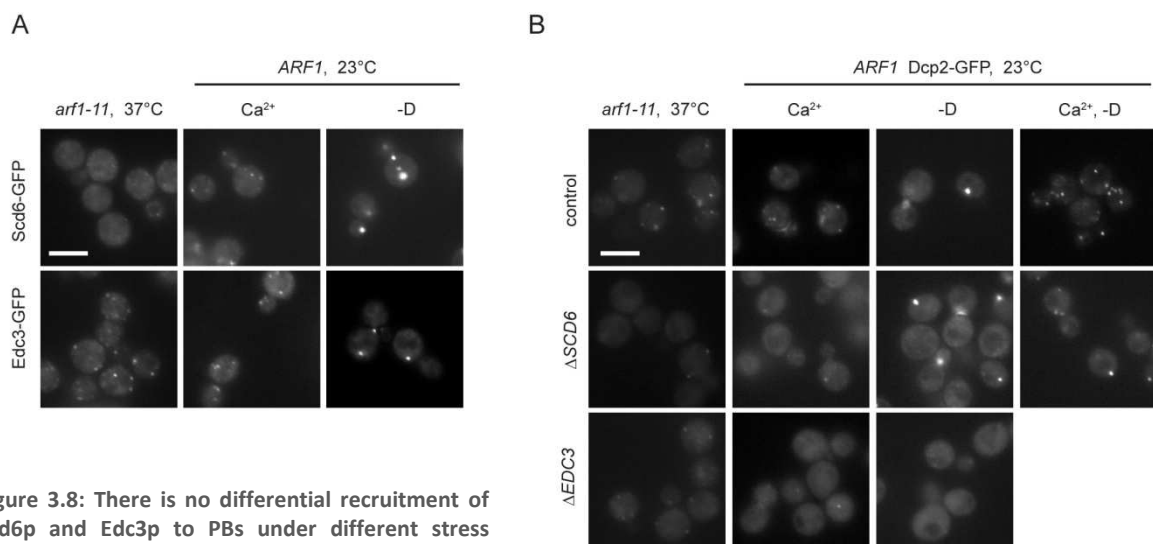 A
ARF1, 23°C
arf1-11, 37°C
Ca²⁺
-D
Scd6-GFP
Edc3-GFP
B
ARF1 Dcp2-GFP, 23°C
arf1-11, 37°C
Ca²⁺
-D
Ca²⁺, -D
control
ΔSCD6
ΔEDC3
gure 3.8: There is no differential recruitment of
d6p and Edc3p to PBs under different stress